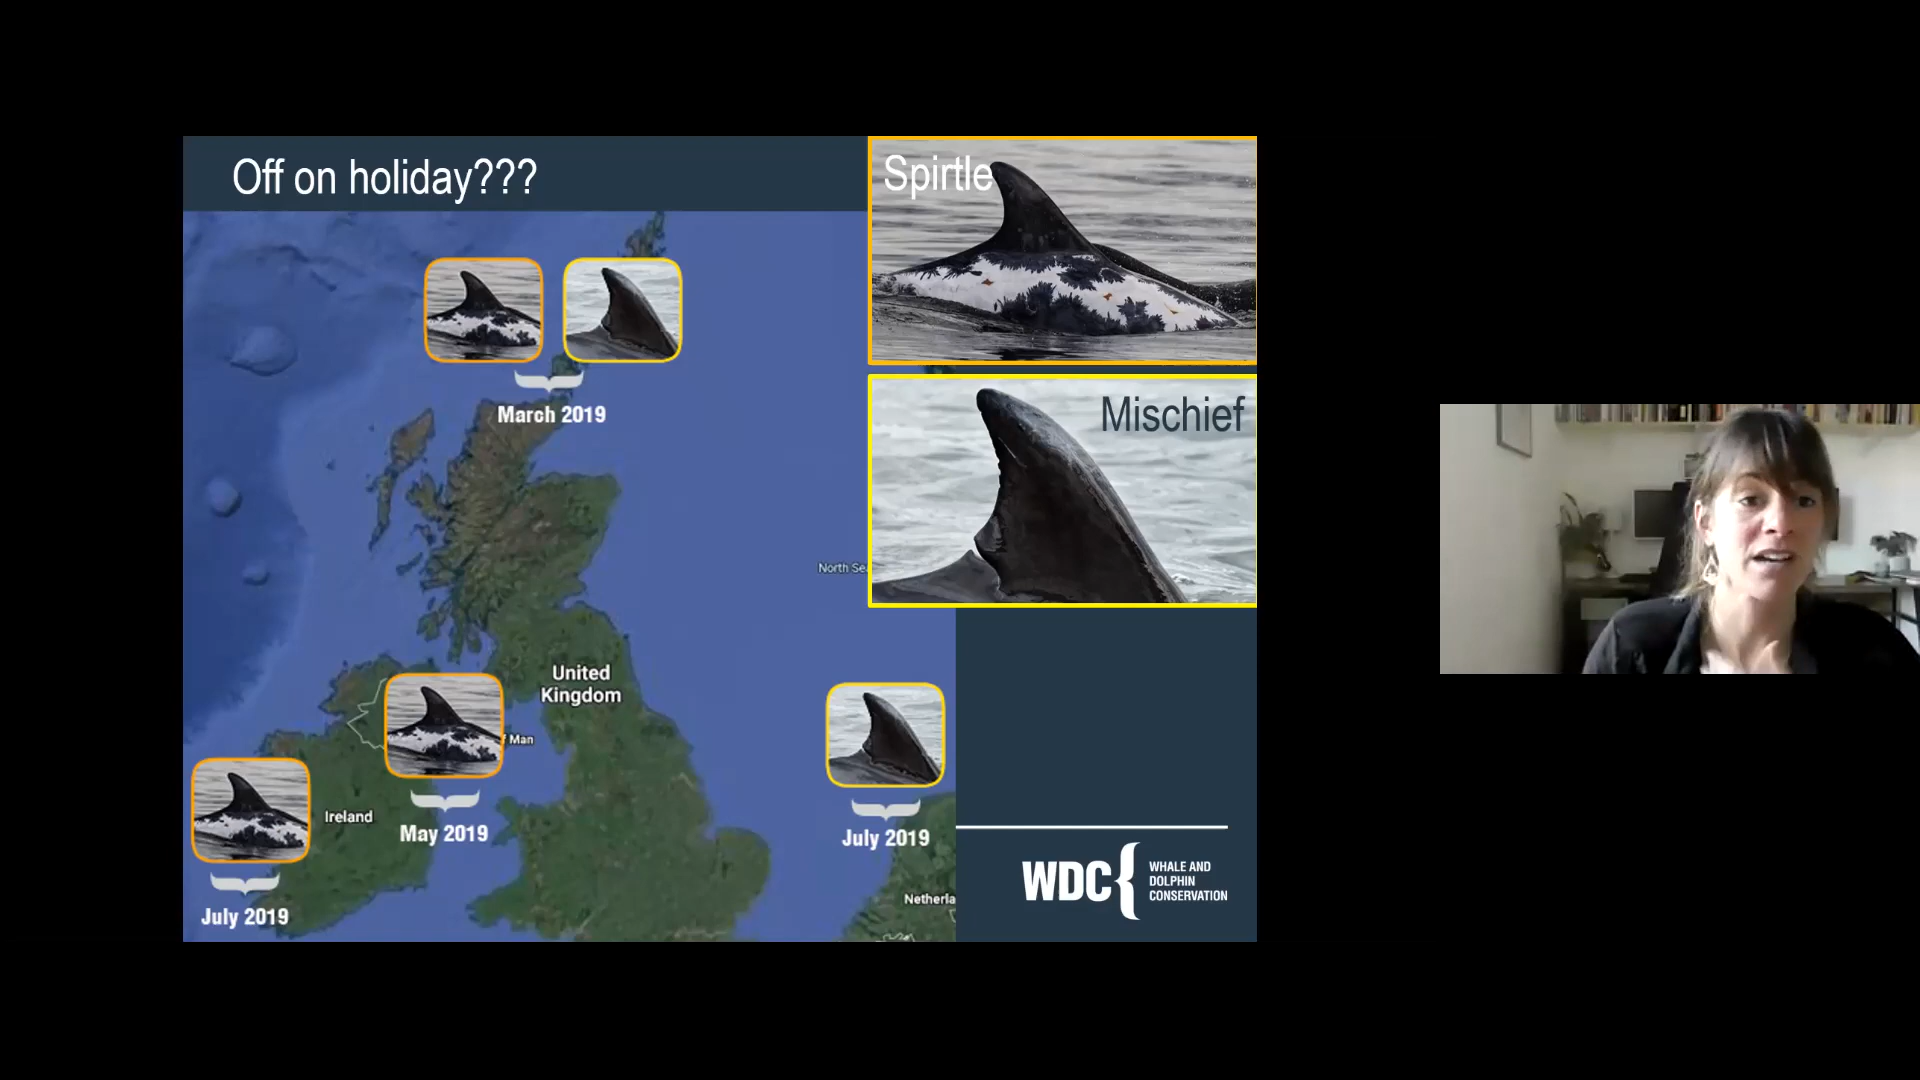 Off on holiday???
Spirtle
Mischief
March 2019
North Se
United
Kingdom
f Man
Ireland
May 2019
July 2019
July 2019
Netherla
WDC
WHALE AND
DOLPHIN
CONSERVATION